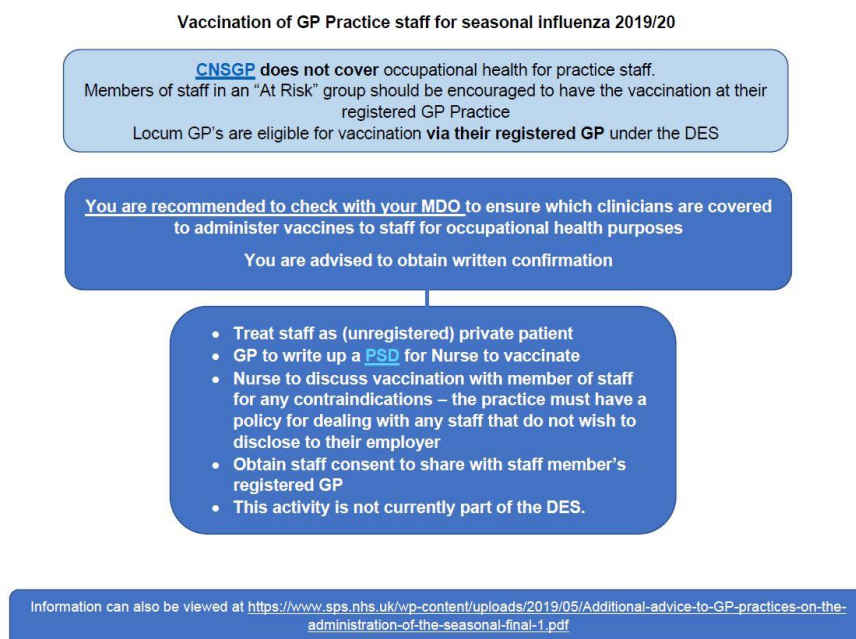 Vaccination of GP Practice staff for seasonal influenza 2019/20
CNSGP does not cover occupational health for practice staff.
Members of staff in an “At Risk” group should be encouraged to have the vaccination at their
registered GP Practice
Locum GP’s are eligible for vaccination via their registered GP under the DES
You are recommended to check with your MDO to ensure which clinicians are covered
to administer vaccines to staff for occupational health purposes
You are advised to obtain written confirmation
• Treat staff as (unregistered) private patient
• GP to write up a PSD for Nurse to vaccinate
• Nurse to discuss vaccination with member of staff
for any contraindications – the practice must have a
policy for dealing with any staff that do not wish to
disclose to their employer
• Obtain staff consent to share with staff member’s
registered GP
• This activity is not currently part of the DES.
Information can also be viewed at https://www.sps.nhs.uk/wp-content/uploads/2019/05/Additional-advice-to-GP-practices-on-the-
administration-of-the-seasonal-final-1.pdf